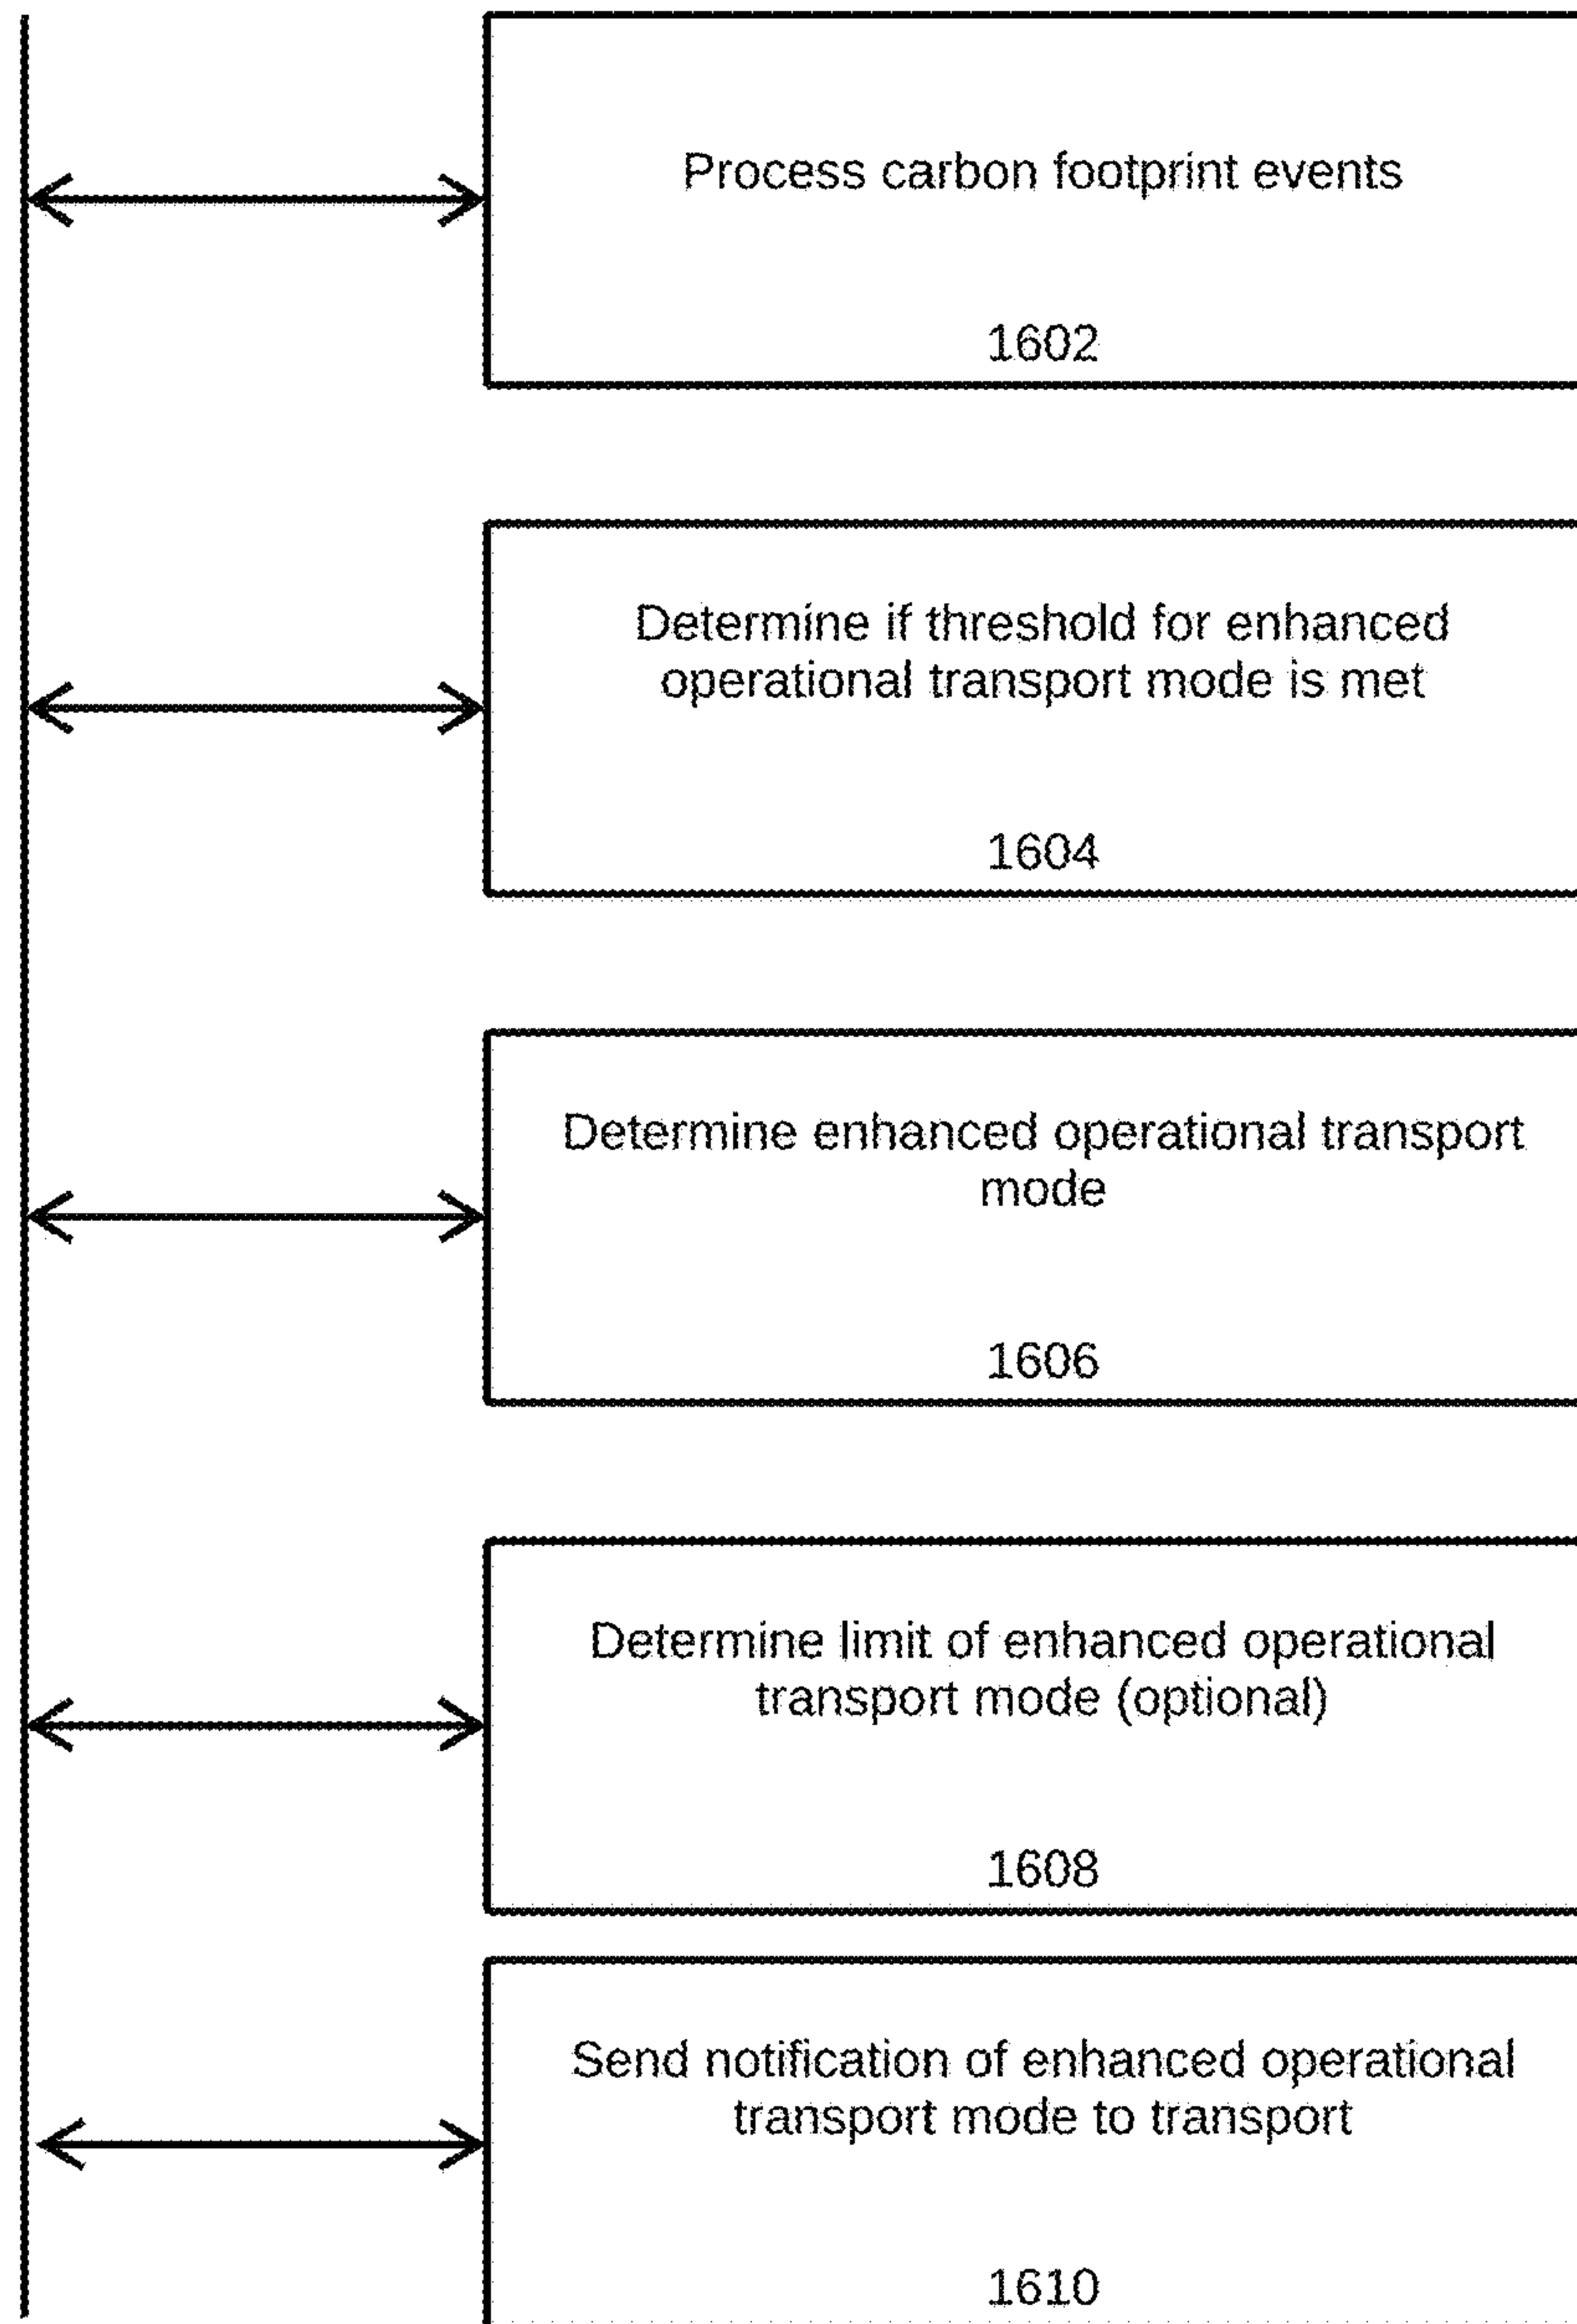 Process carbon footprint events
1602
Determine if threshold for enhanced
operational transport mode is met
1604
Determine enhanced operational transport
mode
1606
Determine limit of enhanced operational
transport mode (optional)
1608
Send notification of enhanced operational
transport mode to transport
1610